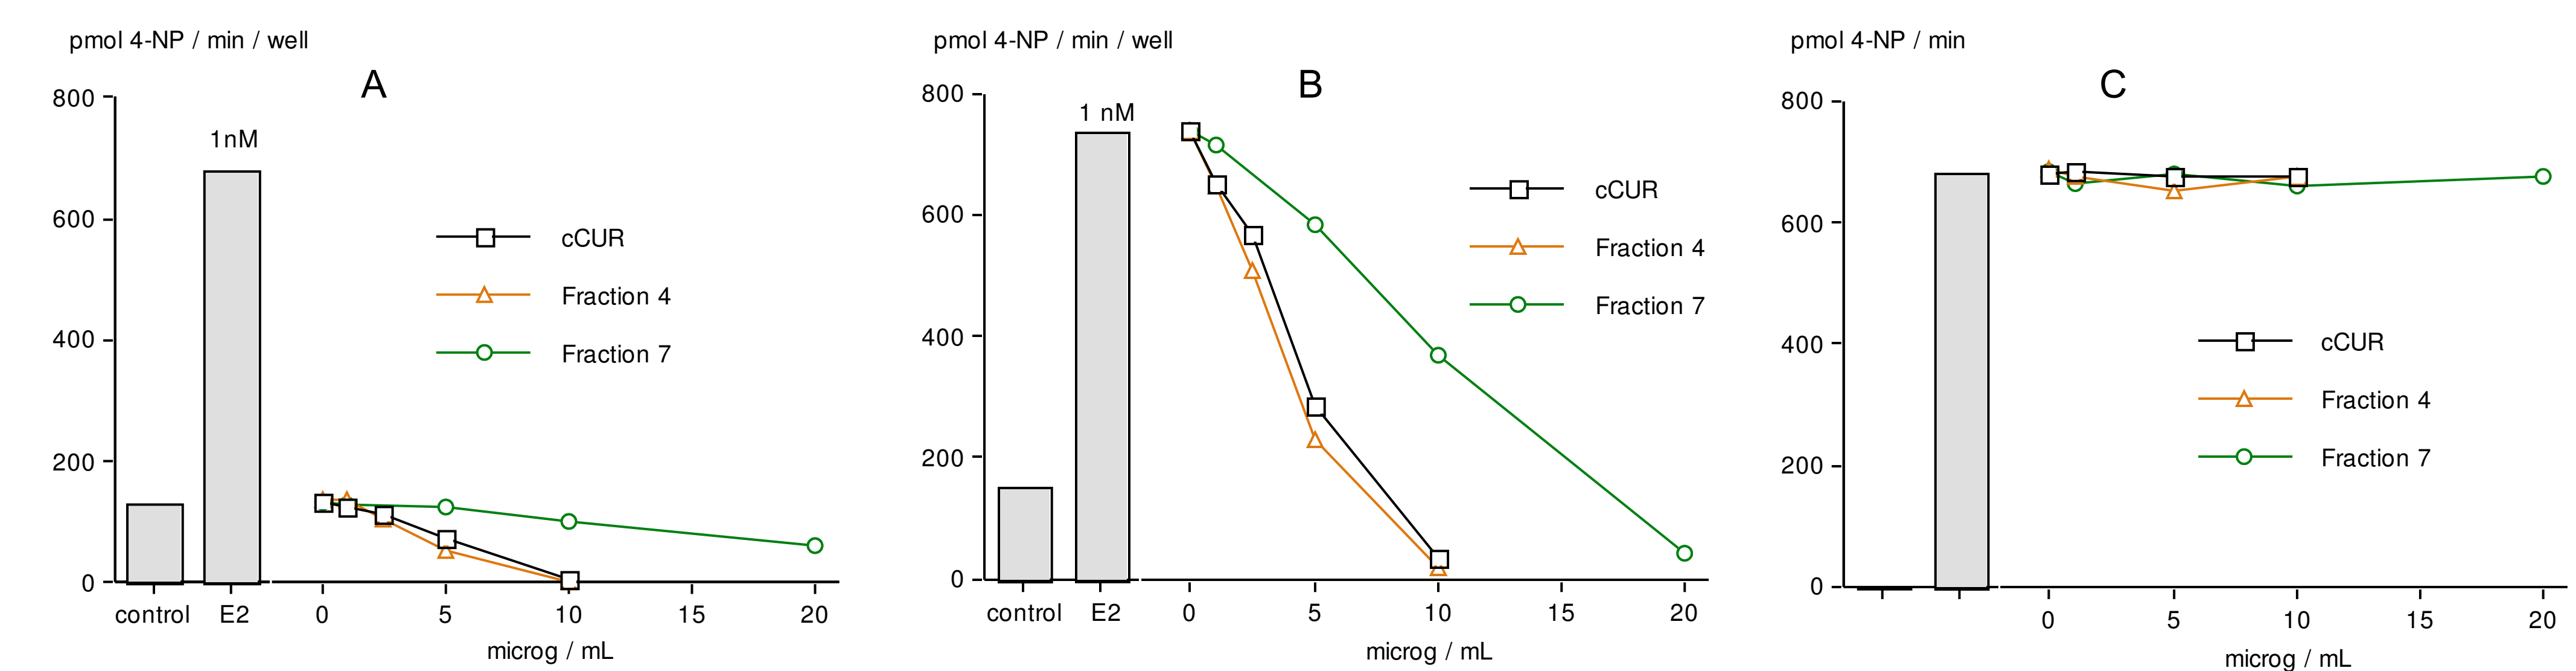 pmol 4-NP / min / well
A
800
600
400
200
0
1nM
cCUR
Fraction 4
Fraction 7
control
E2
0
5
10
15
20
microg / mL
pmol 4-NP / min / well
B
800
600
400
200
0
1 nM
cCUR
Fraction 4
Fraction 7
control
E2
0
5
10
15
20
microg / mL
pmol 4-NP / min
C
800
600
400
200
0
cCUR
Fraction 4
Fraction 7
0
5
10
15
20
microg / mL